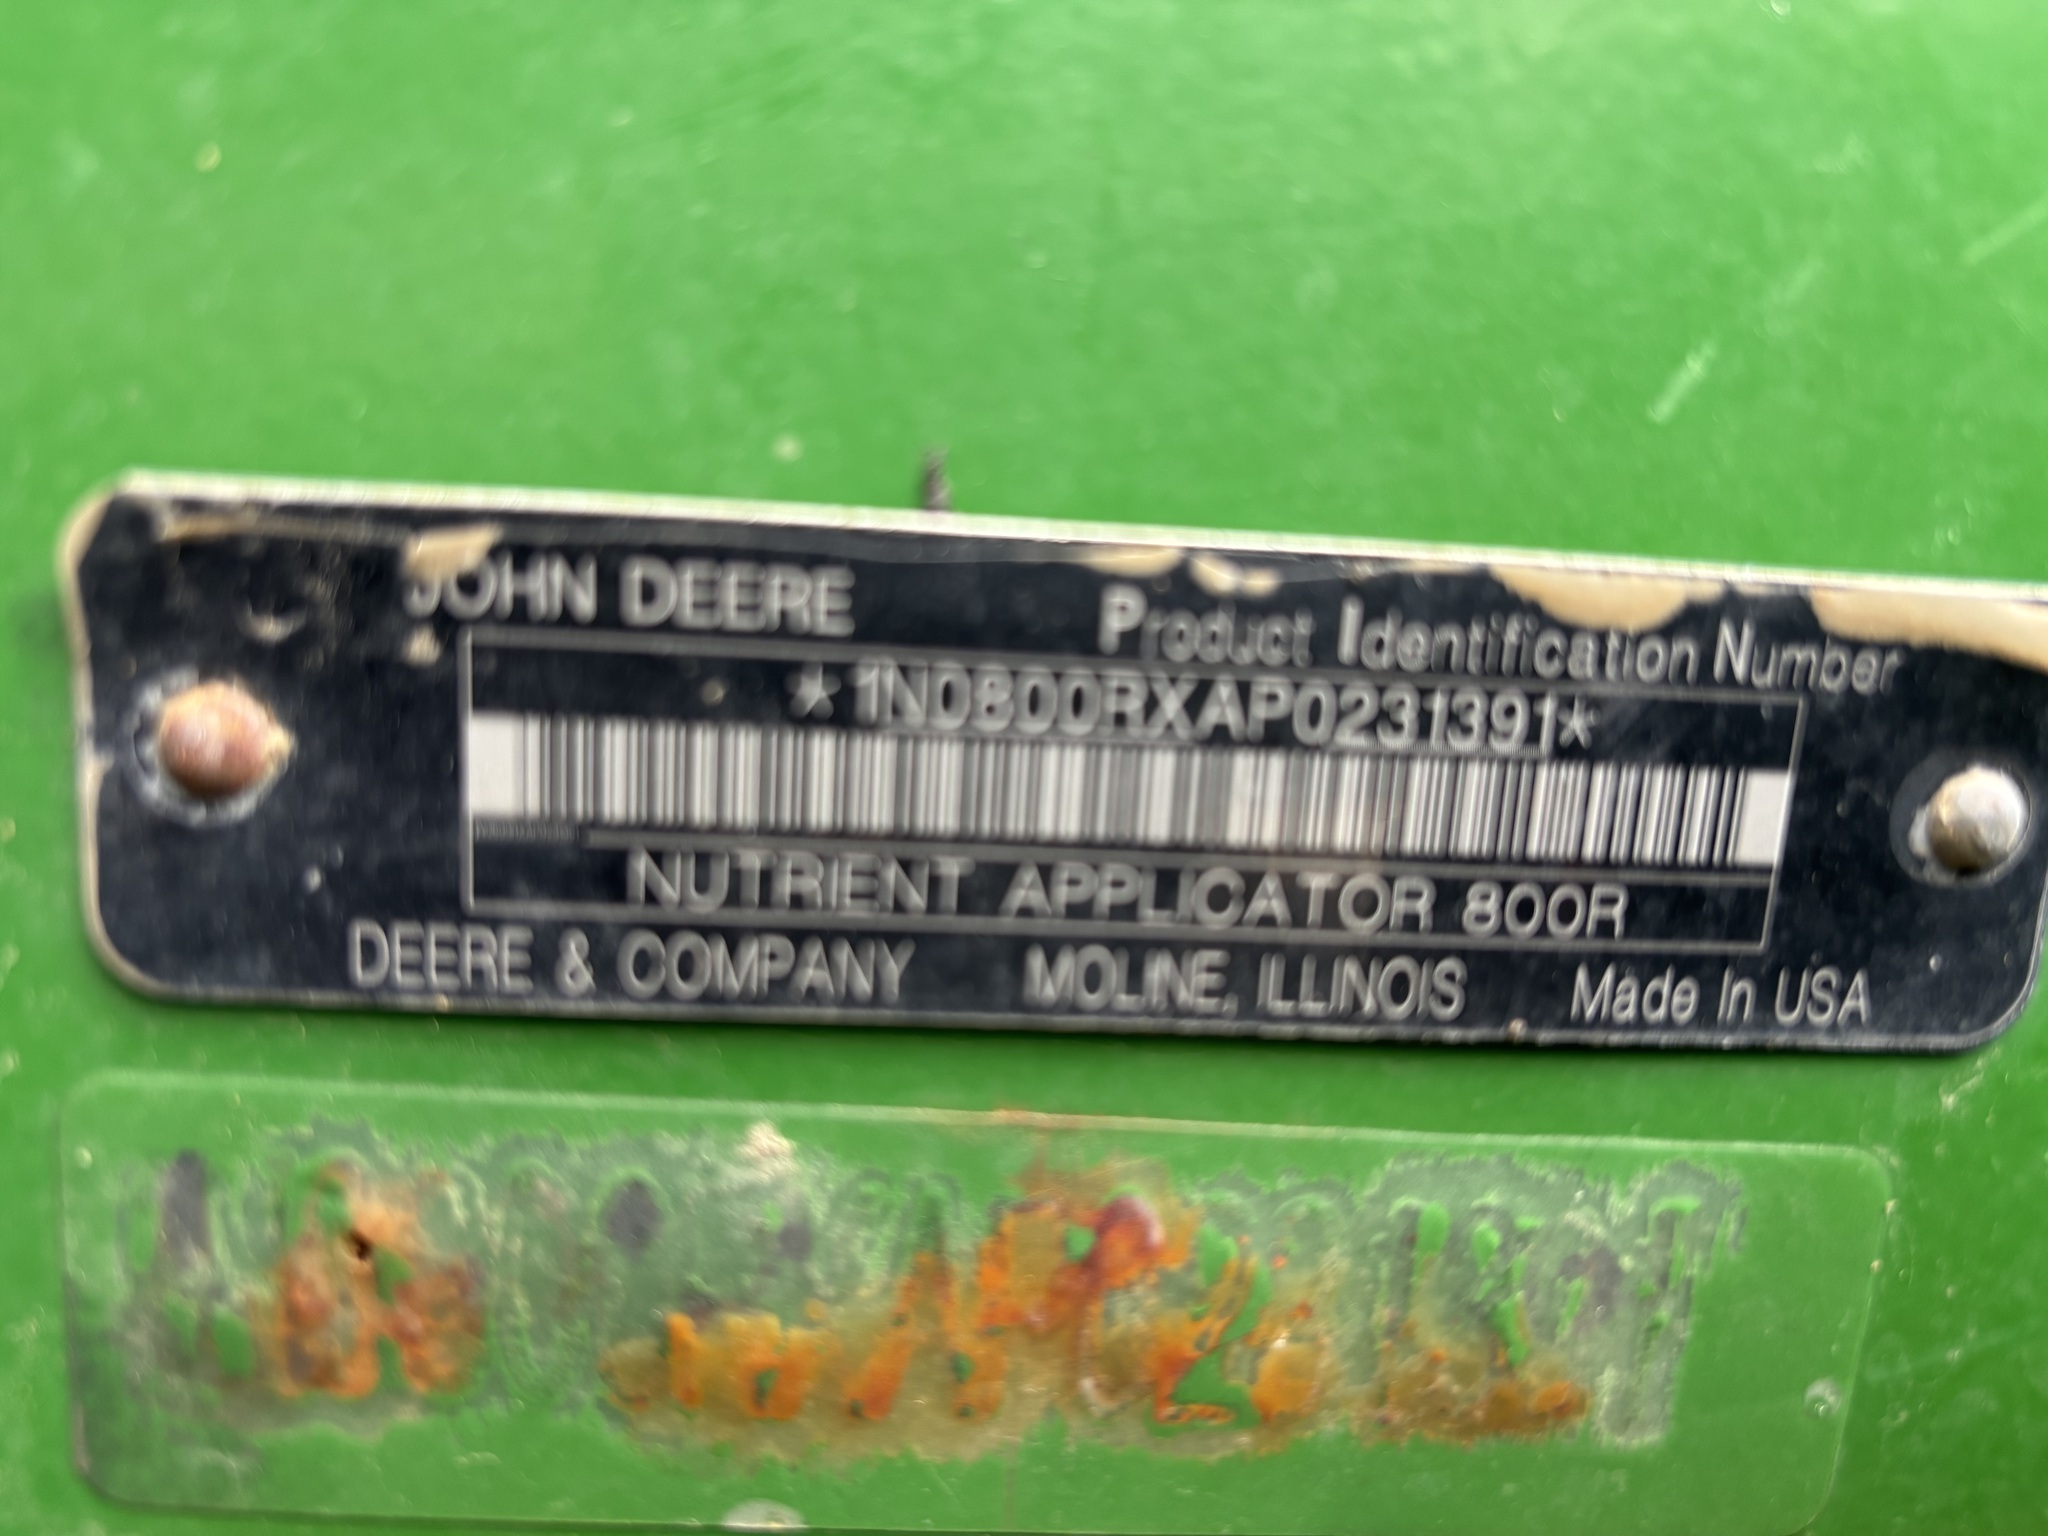 JOHN DEERE Product Identification Number
*1N0800RXAP0231391*
NUTRIENT APPLICATOR 800R
DEERE & COMPANY MOLINE, ILLINOIS Made In USA